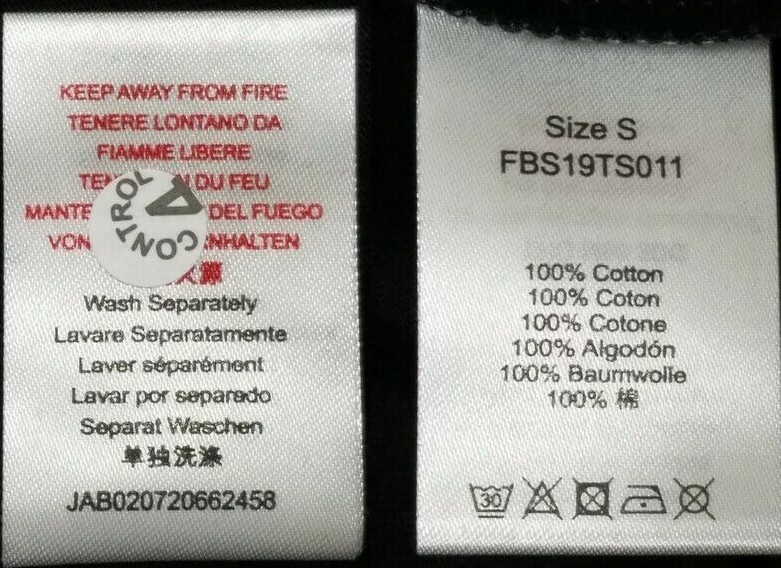 KEEP AWAY FROM FIRE
TENERE LONTANO DA
FIAMME LIBERE
DU FEU
DEL FUEGO
VON
CONTROL
A
源
Wash Separately
Lavare Separatamente
Laver séparément
Lavar por separado
Separat Waschen
单独洗涤
JAB020720662458
Size S
FBS19TS011
100% Cotton
100% Coton
100% Cotone
100% Algodón
100% Baumwolle
100% 棉
30